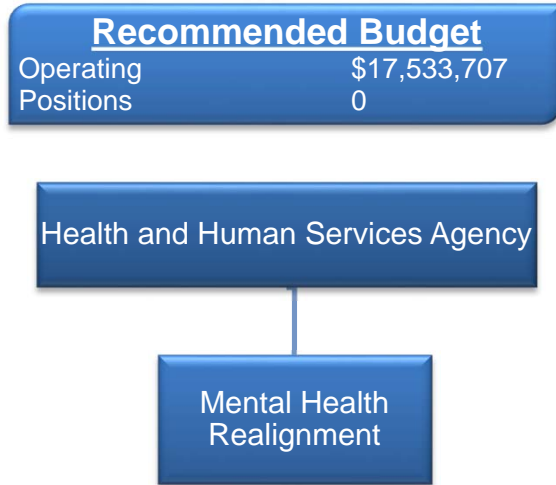 Recommended Budget
Operating $17,533,707
Positions 0
Health and Human Services Agency
Mental Health
Realignment